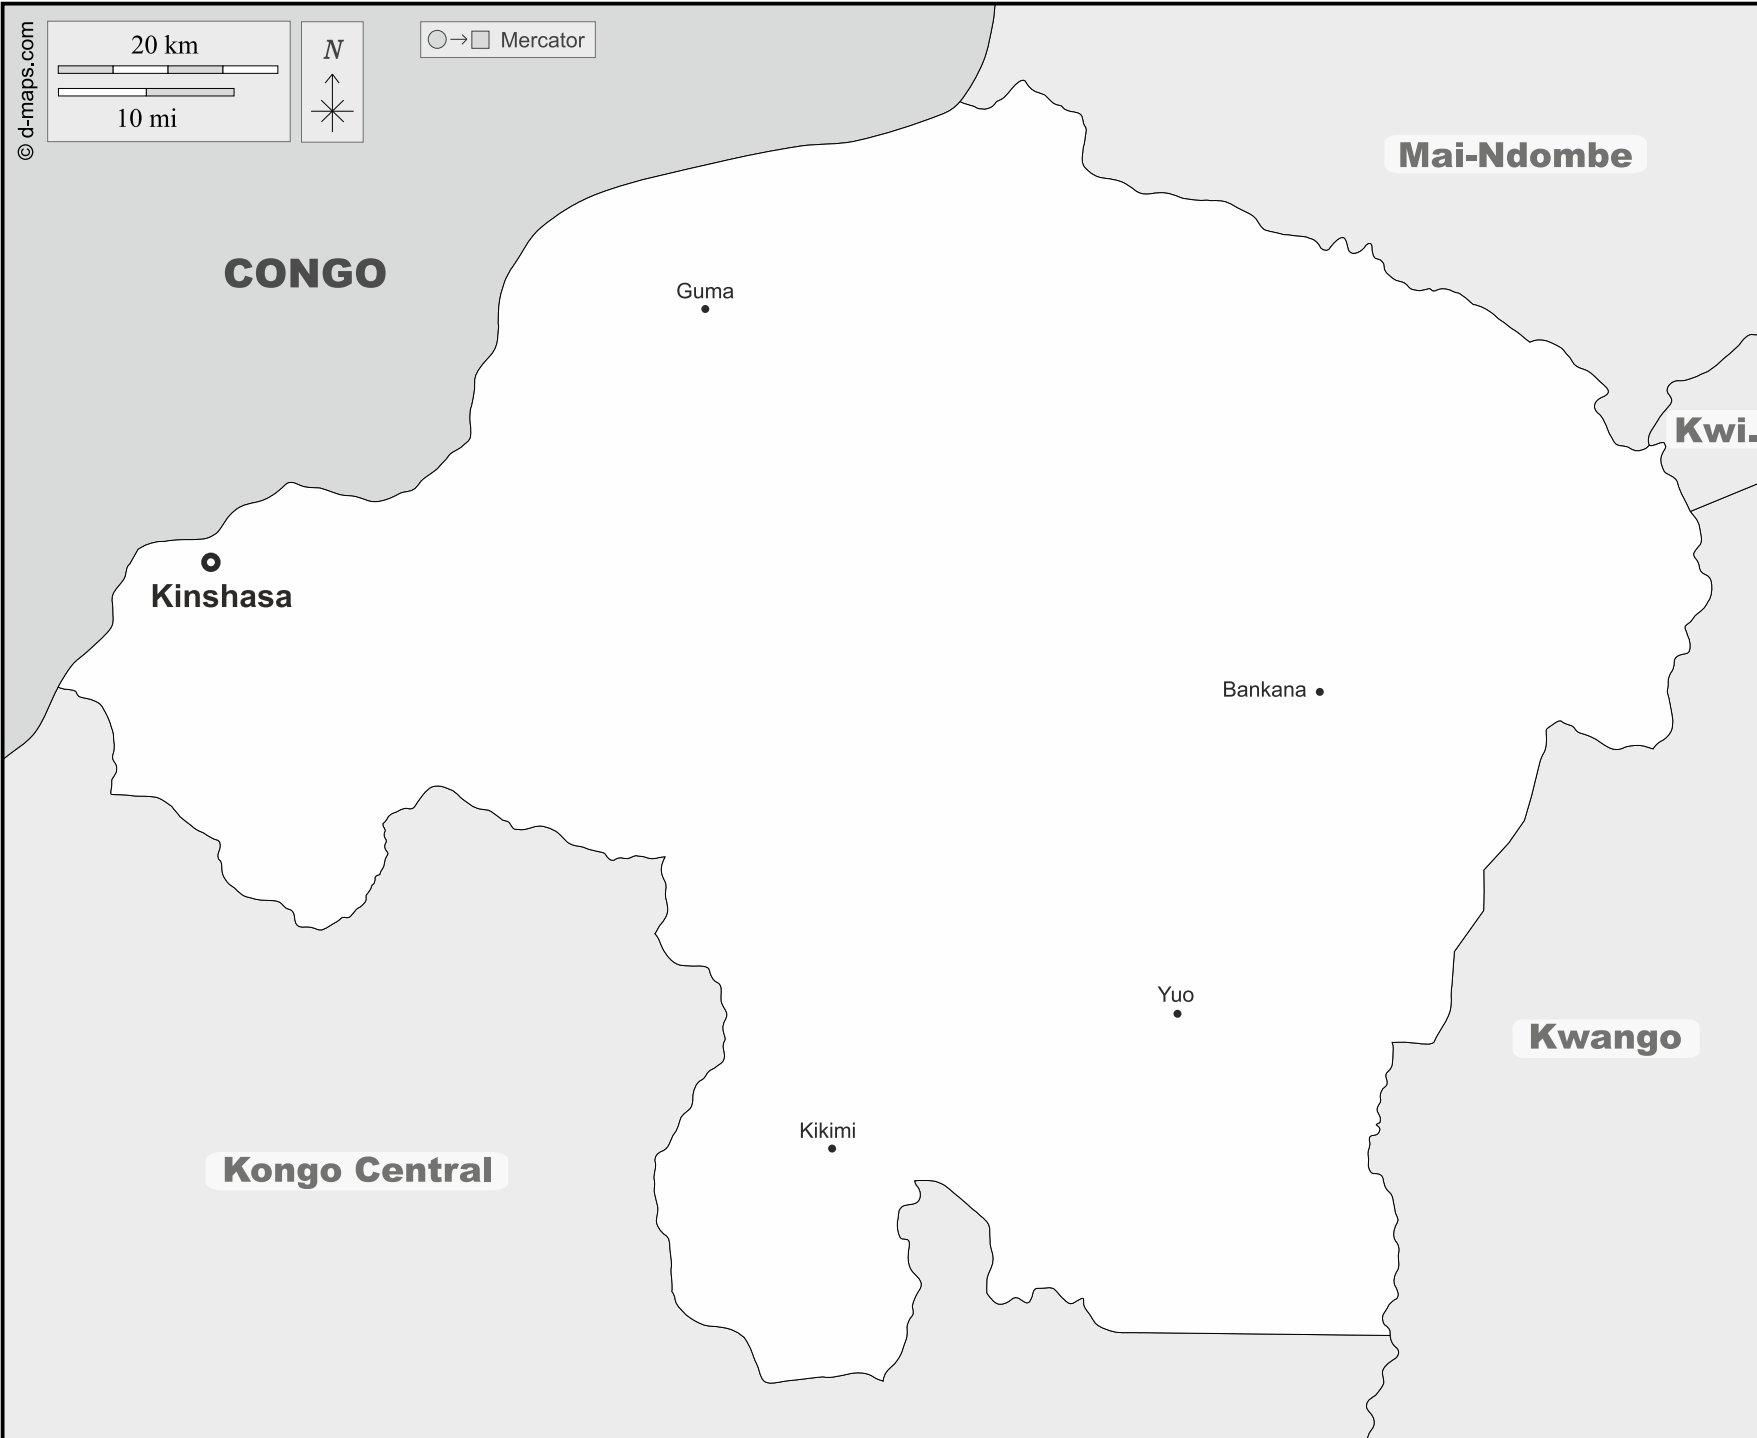 © d-maps.com
20 km
10 mi
N
Mercator
Mai-Ndombe
CONGO
Guma
Kwi.
Kinshasa
Bankana
Yuo
Kwango
Kikimi
Kongo Central